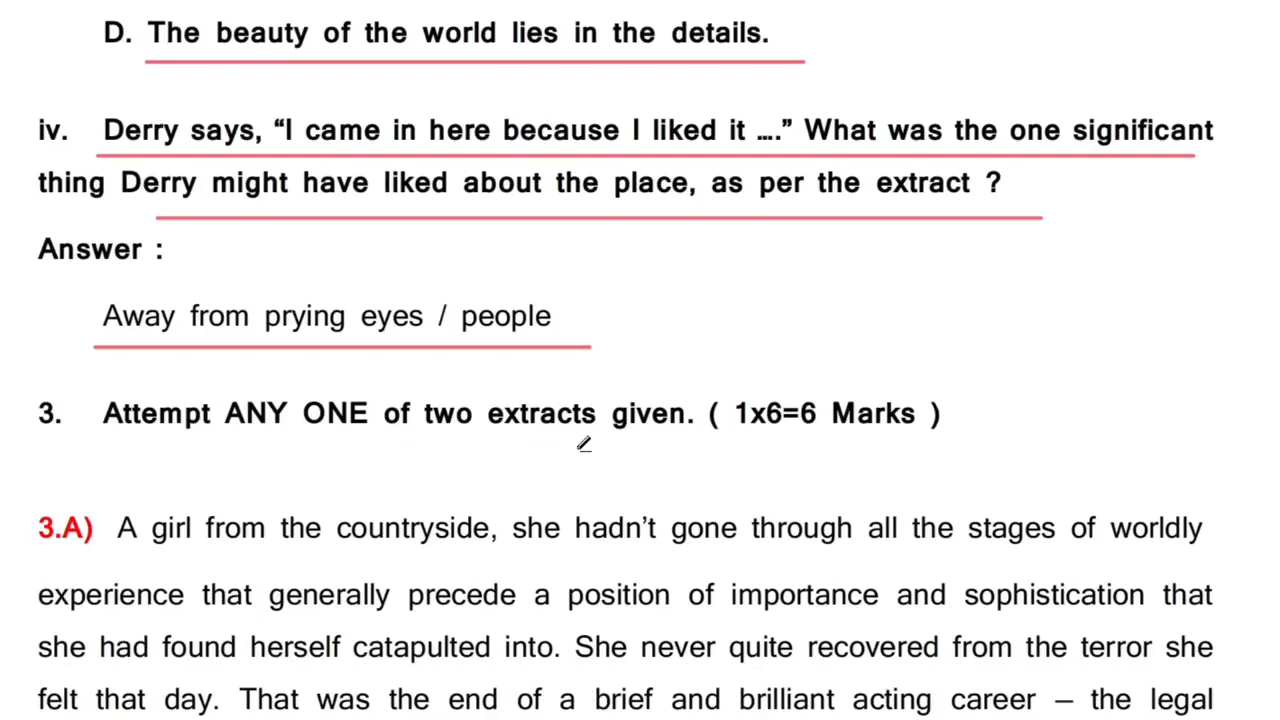 D. The beauty of the world lies in the details.
iv. Derry says, “I came in here because I liked it ....” What was the one significant
thing Derry might have liked about the place, as per the extract ?
Answer :
Away from prying eyes / people
3. Attempt ANY ONE of two extracts given. ( 1x6=6 Marks )
3.A) A girl from the countryside, she hadn’t gone through all the stages of worldly
experience that generally precede a position of importance and sophistication that
she had found herself catapulted into. She never quite recovered from the terror she
felt that day. That was the end of a brief and brilliant acting career – the legal